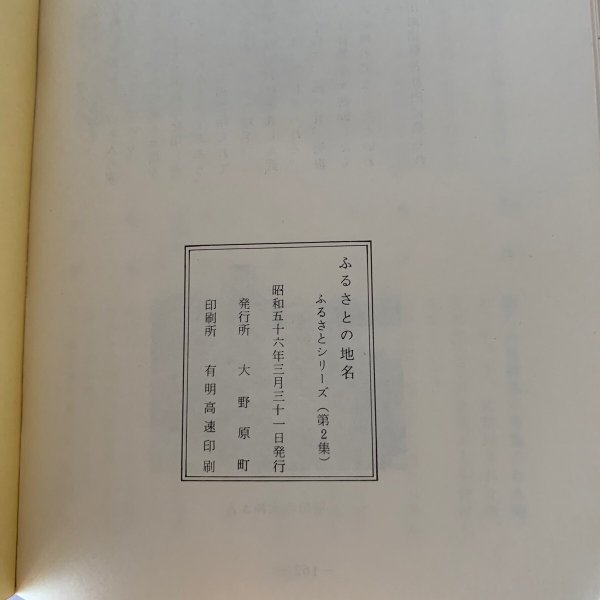 ふるさとの地名
ふるさとシリーズ（第2集）
昭和五十六年三月三十一日発行
発行所　大野原町
印刷所　有明高速印刷